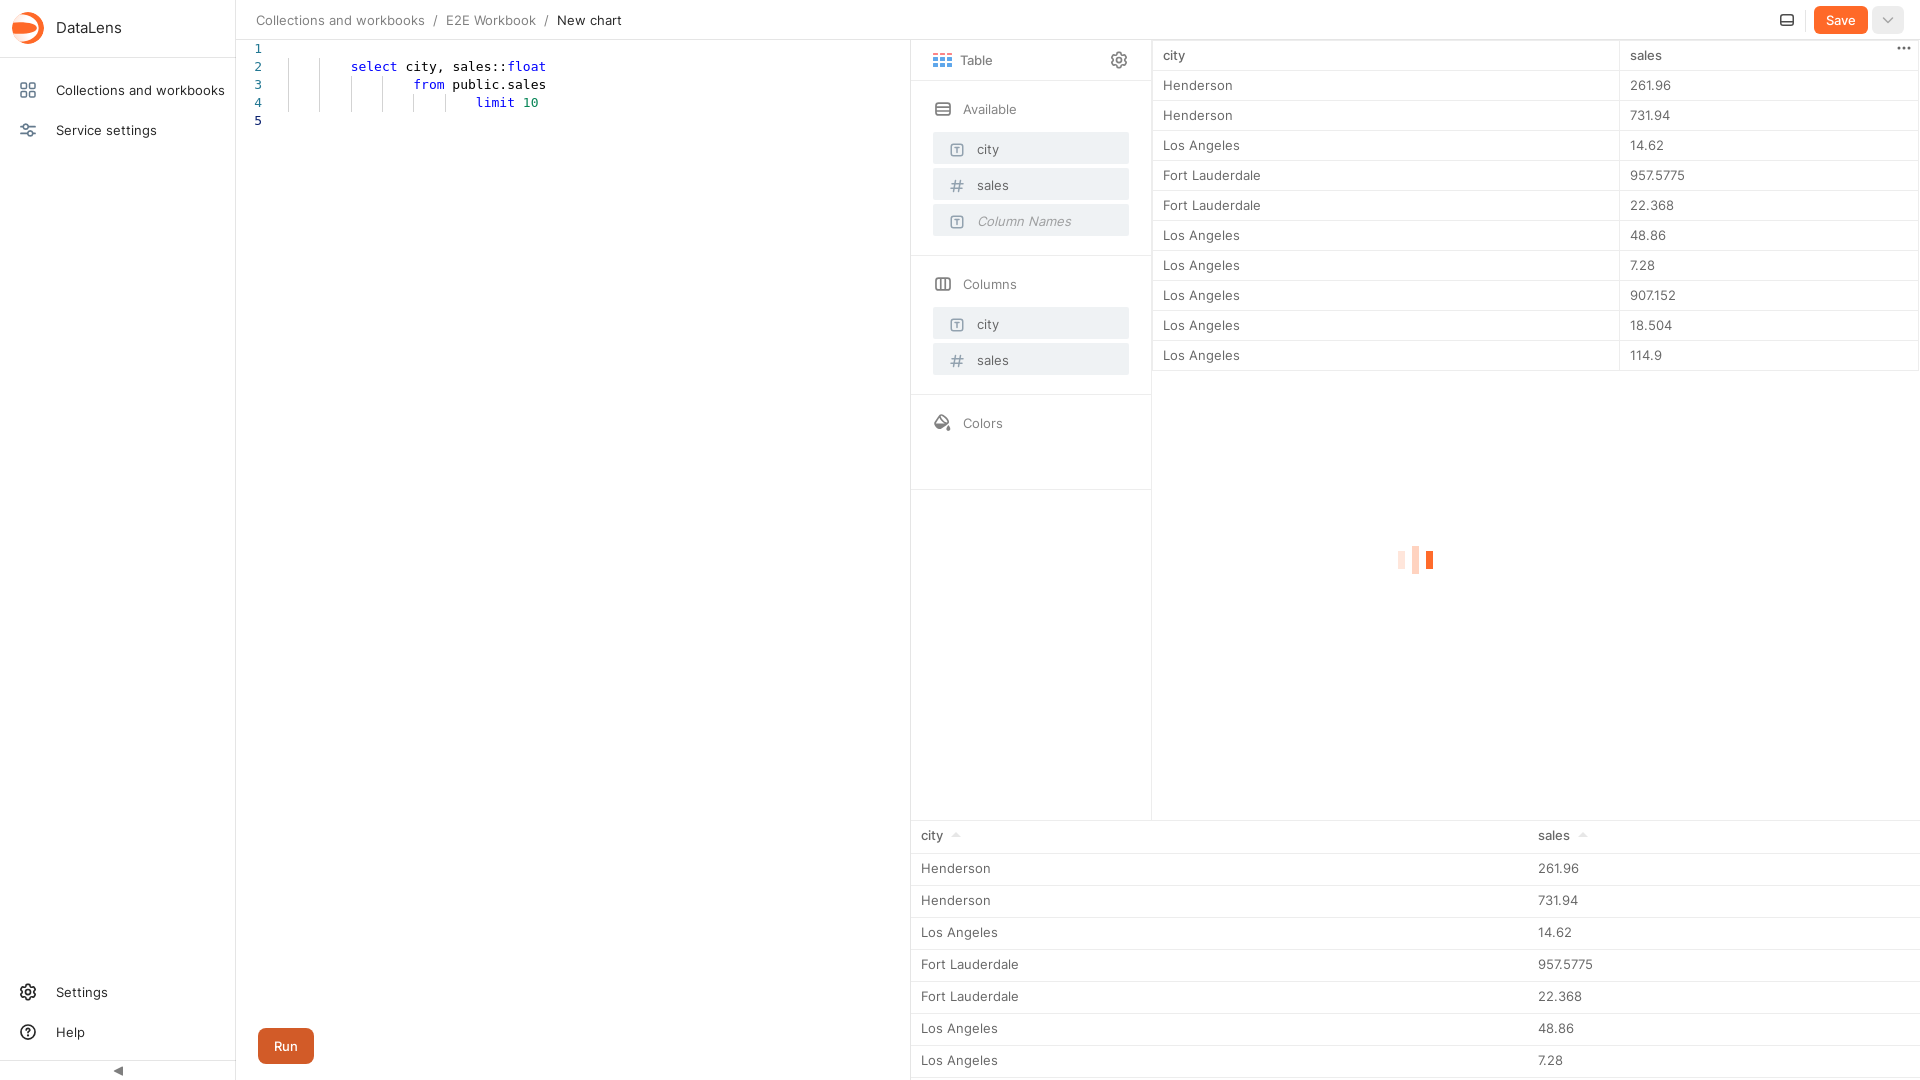 DataLens
Collections and workbooks / E2E Workbook / New chart
Save
Collections and workbooks
Service settings
Settings
Help
1
2 select city, sales::float
3 from public.sales
4 limit 10
5
Run
Table
Available
city
sales
Column Names
Columns
city
sales
Colors
city sales
Henderson 261.96
Henderson 731.94
Los Angeles 14.62
Fort Lauderdale 957.5775
Fort Lauderdale 22.368
Los Angeles 48.86
Los Angeles 7.28
Los Angeles 907.152
Los Angeles 18.504
Los Angeles 114.9
city sales
Henderson 261.96
Henderson 731.94
Los Angeles 14.62
Fort Lauderdale 957.5775
Fort Lauderdale 22.368
Los Angeles 48.86
Los Angeles 7.28